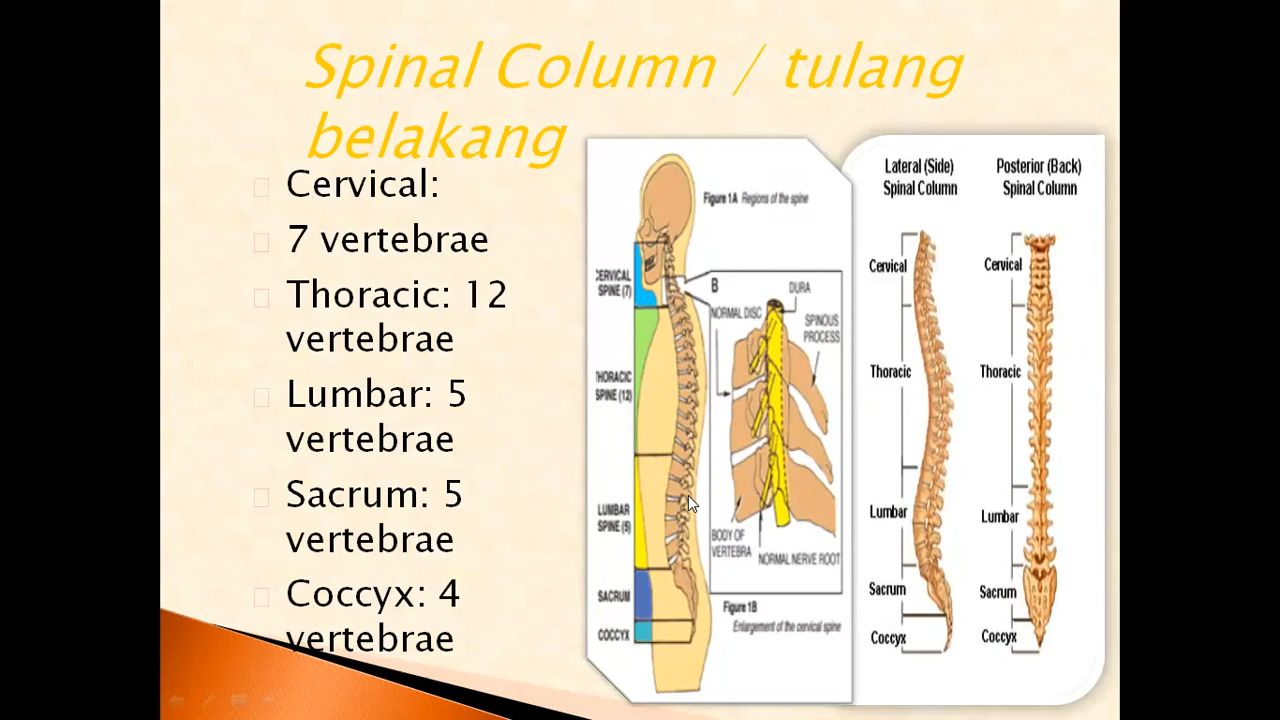 Spinal Column / tulang
belakang
Cervical:
7 vertebrae
Thoracic: 12
vertebrae
Lumbar: 5
vertebrae
Sacrum: 5
vertebrae
Coccyx: 4
vertebrae
Figure 1A Regions of the spine
CERVICAL
SPINE (7)
THORACIC
SPINE (12)
LUMBAR
SPINE (5)
SACRUM
COCCYX
B
DURA
NORMAL DISC
SPINOUS
PROCESS
BODY OF
VERTEBRA
NORMAL NERVE ROOT
Figure 1B
Enlargement of the cervical spine
Lateral (Side)
Spinal Column
Cervical
Thoracic
Lumbar
Sacrum
Coccyx
Posterior (Back)
Spinal Column
Cervical
Thoracic
Lumbar
Sacrum
Coccyx